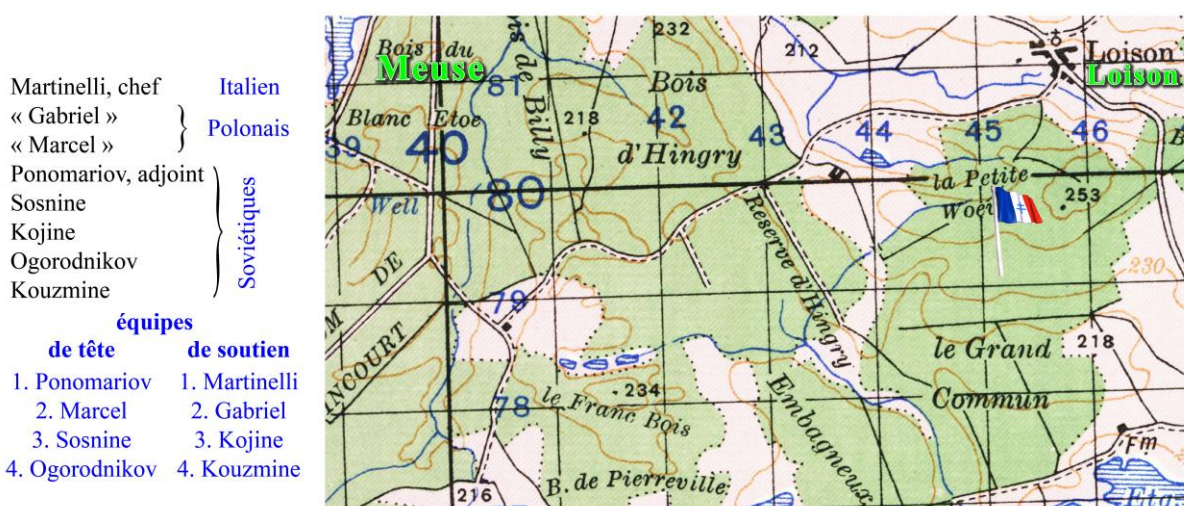 Martinelli, chef Italien
« Gabriel »
« Marcel »
Polonais
Ponomariov, adjoint
Sosnine
Kojine
Ogorodnikov
Kouzmine
Soviétiques
équipes
de tête de soutien
1. Ponomariov 1. Martinelli
2. Marcel 2. Gabriel
3. Sosnine 3. Kojine
4. Ogorodnikov 4. Kouzmine
Bois du
Meuse
Blanc Etoe
81
de Billy
232
212
Bois
d'Hingry
218
39
40
42
43
44
45
46
Loison
Loison
Well
80
la Petite
253
DE
Reserve d'Hingry
230
79
ANCOURT
le Grand
Commun
218
234
78
le Franc Bois
Embagneux
Fm
216
B. de Pierreville